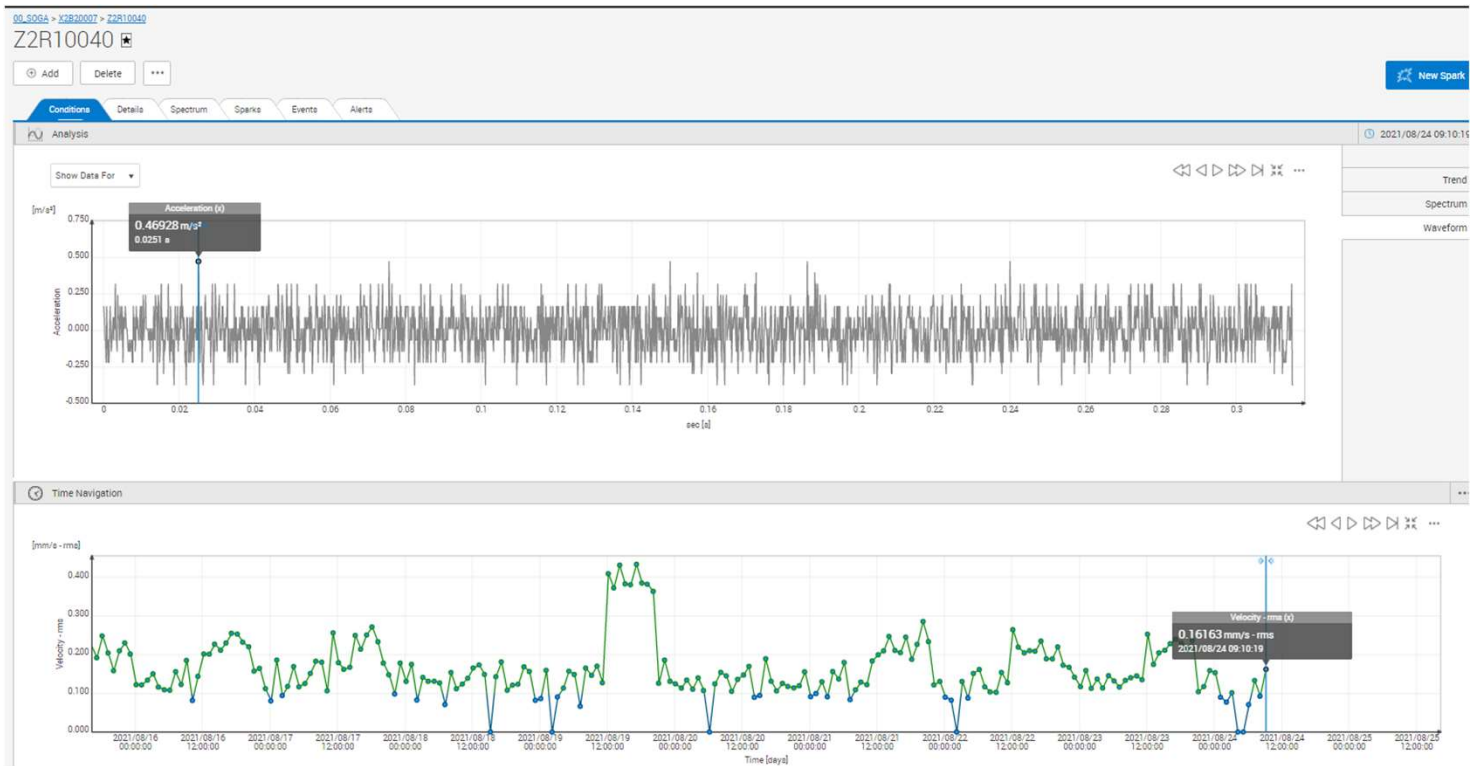 00_SOGA > X2B20007 > Z2R10040
Z2R10040
Add Delete
New Spark
Conditions Details Spectrum Sparks Events Alerts
Analysis
2021/08/24 09:10:19
Show Data For
Trend
Spectrum
Waveform
[m/s²]
Acceleration (x)
0.46928 m/s²
0.0251 s
0.750
0.500
0.250
0.000
-0.250
-0.500
Acceleration
0 0.02 0.04 0.06 0.08 0.1 0.12 0.14 0.16 0.18 0.2 0.22 0.24 0.26 0.28 0.3
sec [s]
Time Navigation
[mm/s - rms]
0.400
0.300
0.200
0.100
0.000
Velocity - rms
Velocity - rms (x)
0.16163 mm/s - rms
2021/08/24 09:10:19
2021/08/16 2021/08/16 2021/08/17 2021/08/17 2021/08/18 2021/08/18 2021/08/19 2021/08/19 2021/08/20 2021/08/20 2021/08/21 2021/08/21 2021/08/22 2021/08/22 2021/08/23 2021/08/23 2021/08/24 2021/08/24 2021/08/25 2021/08/25
00:00:00 12:00:00 00:00:00 12:00:00 00:00:00 12:00:00 00:00:00 12:00:00 00:00:00 12:00:00 00:00:00 12:00:00 00:00:00 12:00:00 00:00:00 12:00:00 00:00:00 12:00:00 00:00:00 12:00:00
Time [days]